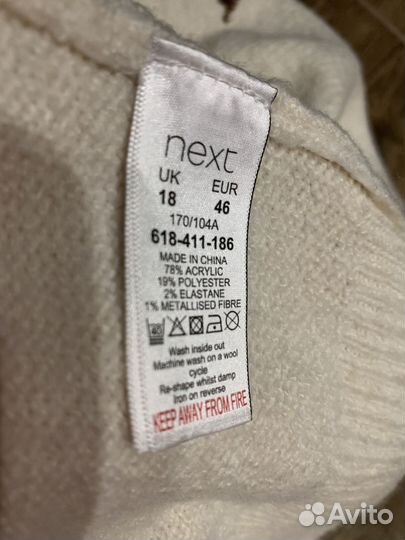 next
UK EUR
18 46
170/104A
618-411-186
MADE IN CHINA
78% ACRYLIC
19% POLYESTER
2% ELASTANE
1% METALLISED FIBRE
40
Wash inside out
Machine wash on a wool
cycle
Re-shape whilst damp
Iron on reverse
KEEP AWAY FROM FIRE
Avito